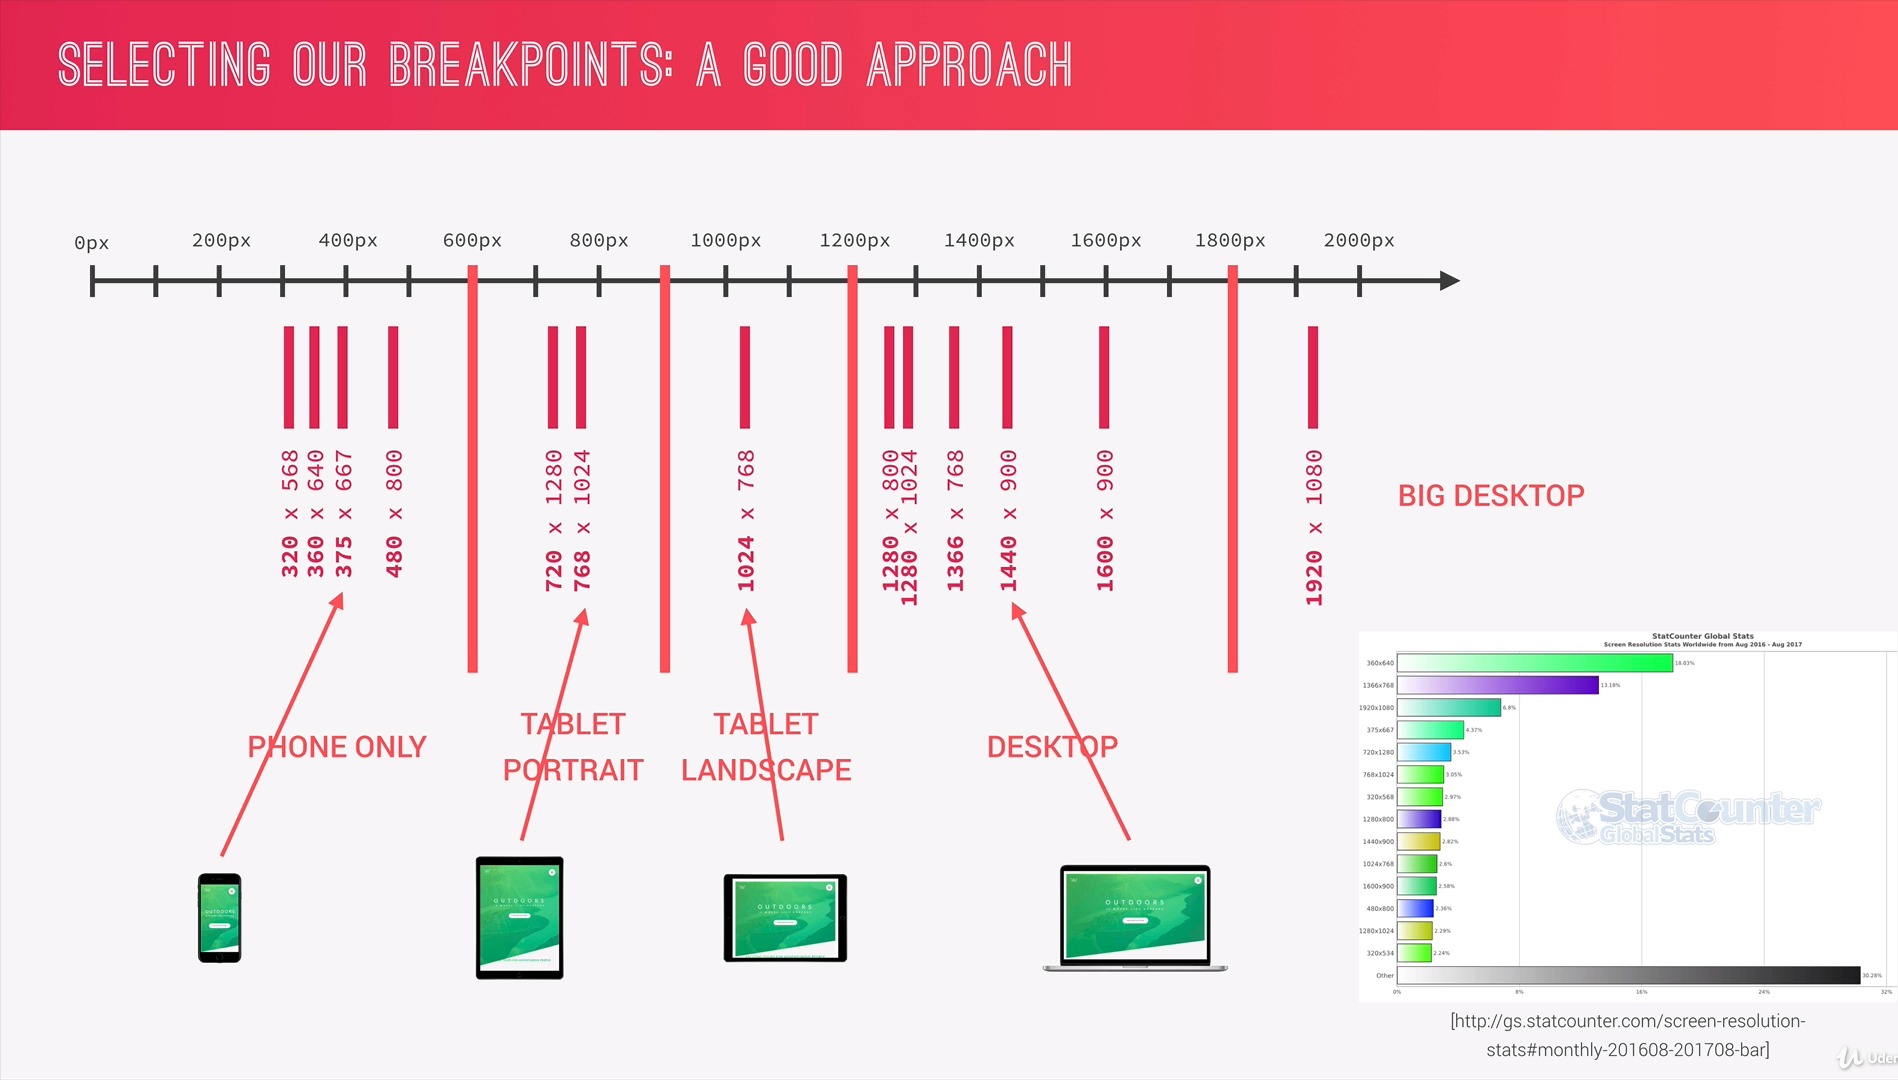 SELECTING OUR BREAKPOINTS: A GOOD APPROACH
0px
200px
400px
600px
800px
1000px
1200px
1400px
1600px
1800px
2000px
320 x 568
360 x 640
375 x 667
480 x 800
720 x 1280
768 x 1024
1024 x 768
1280 x 800
1280 x 1024
1366 x 768
1440 x 900
1600 x 900
1920 x 1080
BIG DESKTOP
PHONE ONLY
TABLET
PORTRAIT
TABLET
LANDSCAPE
DESKTOP
OUTDOORS
OUTDOORS
OUTDOORS
OUTDOORS
StatCounter Global Stats
Screen Resolution Stats Worldwide from Aug 2016 - Aug 2017
360x640 18.03%
1366x768 13.18%
1920x1080 6.8%
375x667 4.37%
720x1280 3.53%
768x1024 3.05%
320x568 2.97%
1280x800 2.88%
1440x900 2.82%
1024x768 2.6%
1600x900 2.58%
480x800 2.36%
1280x1024 2.29%
320x534 2.24%
Other 30.28%
0% 8% 16% 24% 32%
StatCounter
GlobalStats
[http://gs.statcounter.com/screen-resolution-
stats#monthly-201608-201708-bar]
Uder